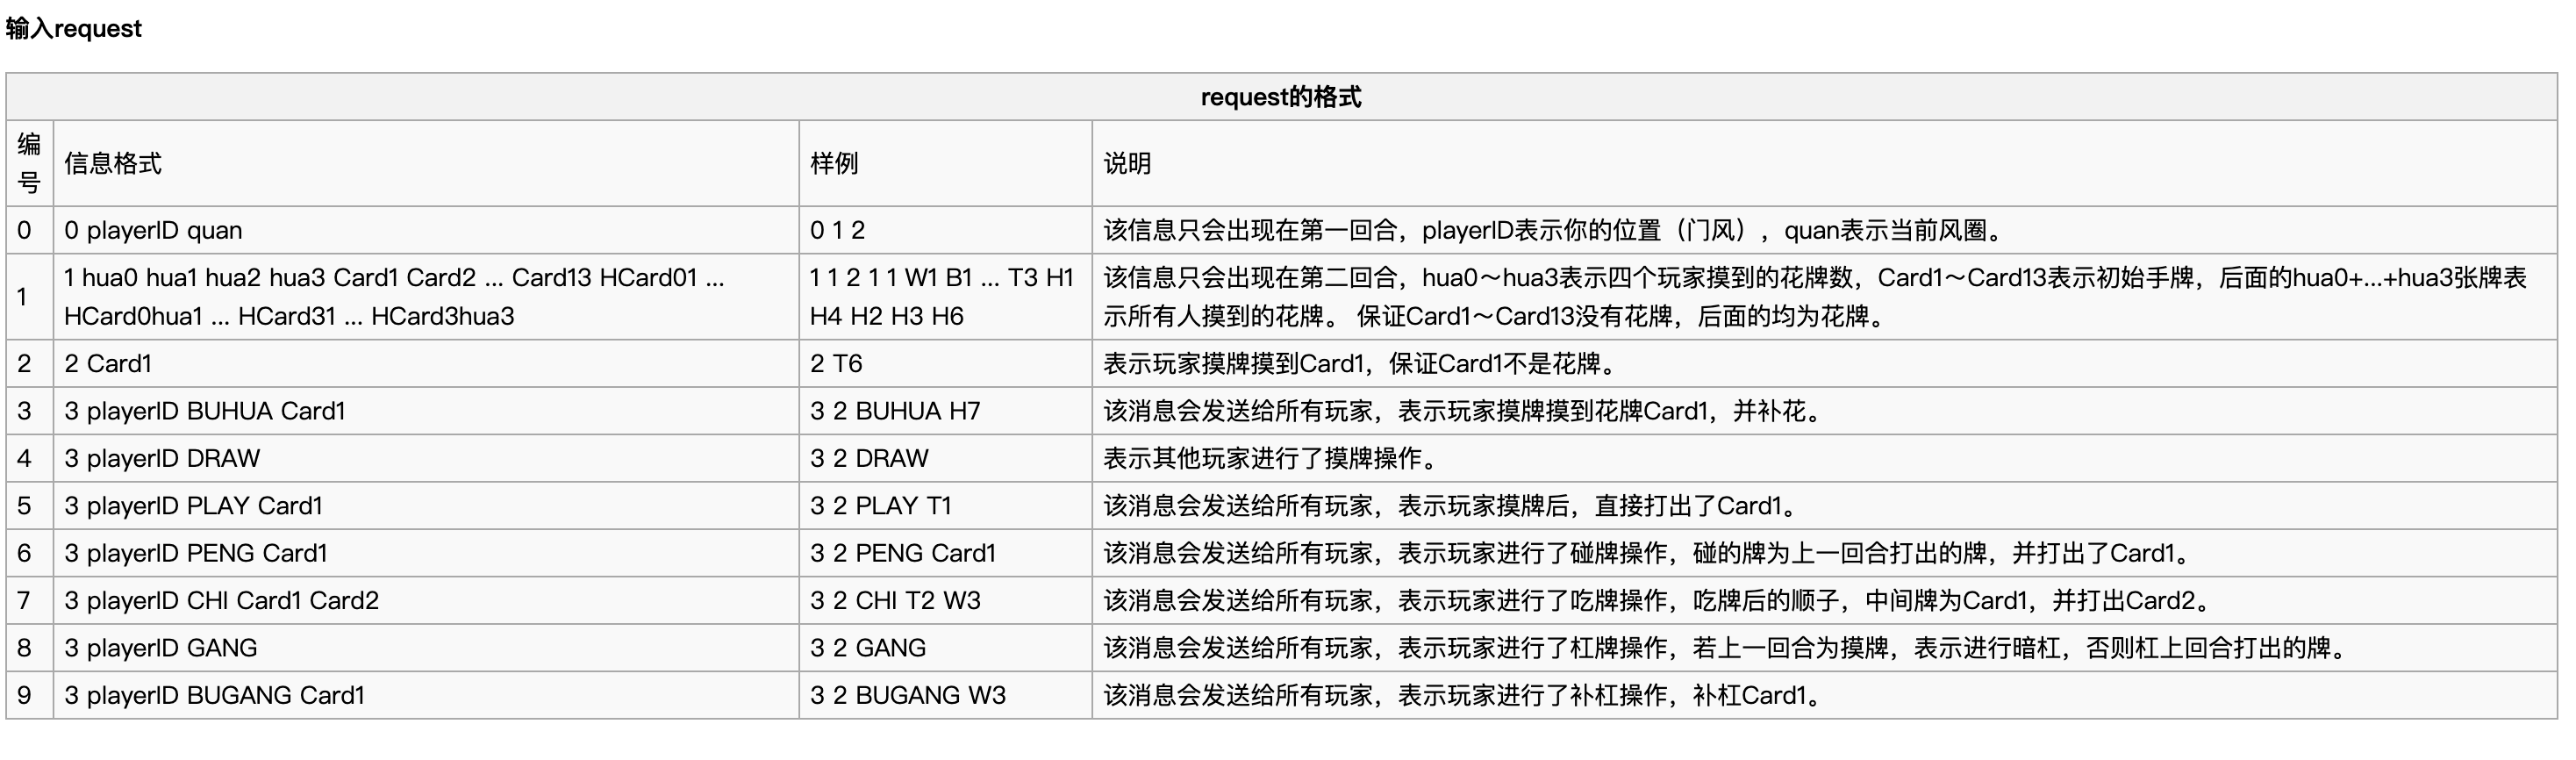 输入request
request的格式
编号 信息格式 样例 说明
0 0 playerID quan 0 1 2 该信息只会出现在第一回合，playerID表示你的位置（门风），quan表示当前风圈。
1 1 hua0 hua1 hua2 hua3 Card1 Card2 ... Card13 HCard01 ... 1 1 2 1 1 W1 B1 ... T3 H1 该信息只会出现在第二回合，hua0～hua3表示四个玩家摸到的花牌数，Card1～Card13表示初始手牌，后面的hua0+...+hua3张牌表
HCard0hua1 ... HCard31 ... HCard3hua3 H4 H2 H3 H6 示所有人摸到的花牌。 保证Card1～Card13没有花牌，后面的均为花牌。
2 2 Card1 2 T6 表示玩家摸牌摸到Card1，保证Card1不是花牌。
3 3 playerID BUHUA Card1 3 2 BUHUA H7 该消息会发送给所有玩家，表示玩家摸牌摸到花牌Card1，并补花。
4 3 playerID DRAW 3 2 DRAW 表示其他玩家进行了摸牌操作。
5 3 playerID PLAY Card1 3 2 PLAY T1 该消息会发送给所有玩家，表示玩家摸牌后，直接打出了Card1。
6 3 playerID PENG Card1 3 2 PENG Card1 该消息会发送给所有玩家，表示玩家进行了碰牌操作，碰的牌为上一回合打出的牌，并打出了Card1。
7 3 playerID CHI Card1 Card2 3 2 CHI T2 W3 该消息会发送给所有玩家，表示玩家进行了吃牌操作，吃牌后的顺子，中间牌为Card1，并打出Card2。
8 3 playerID GANG 3 2 GANG 该消息会发送给所有玩家，表示玩家进行了杠牌操作，若上一回合为摸牌，表示进行暗杠，否则杠上回合打出的牌。
9 3 playerID BUGANG Card1 3 2 BUGANG W3 该消息会发送给所有玩家，表示玩家进行了补杠操作，补杠Card1。